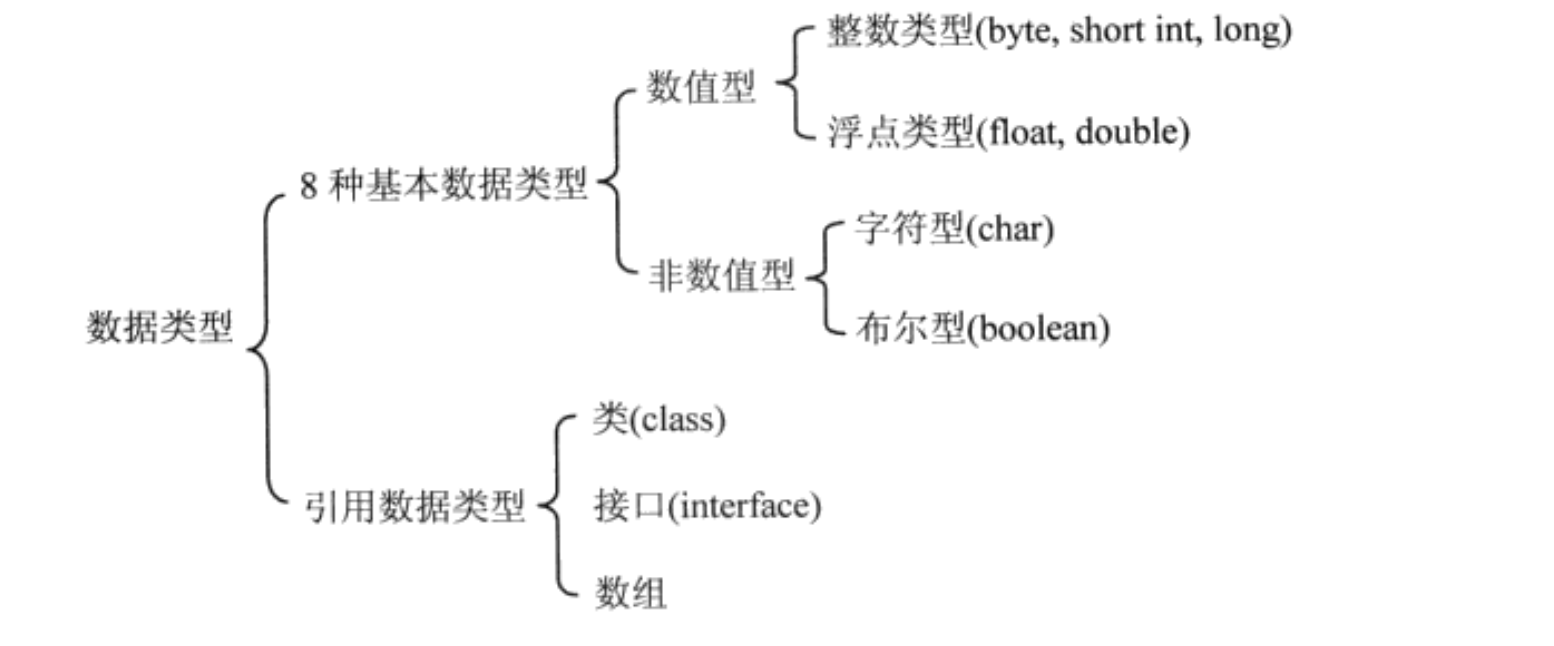 整数类型(byte, short int, long)
数值型
浮点类型(float, double)
8 种基本数据类型
字符型(char)
非数值型
布尔型(boolean)
数据类型
类(class)
引用数据类型
接口(interface)
数组